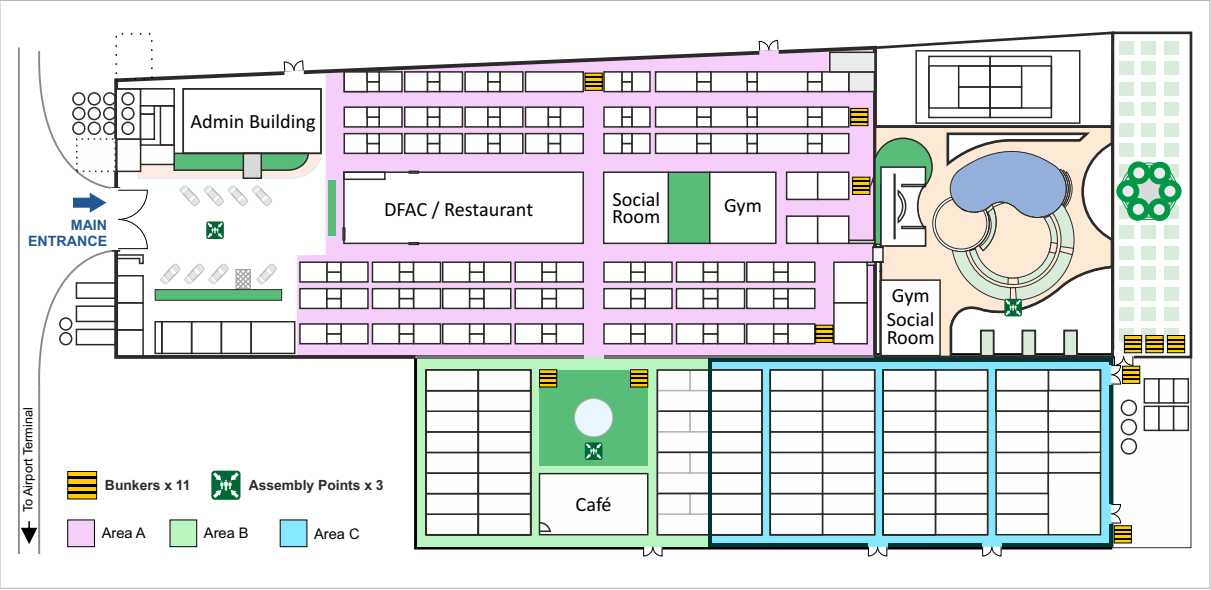 Admin Building
MAIN
ENTRANCE
DFAC / Restaurant
Social
Room
Gym
Gym
Social
Room
Café
To Airport Terminal
Bunkers x 11
Assembly Points x 3
Area A
Area B
Area C